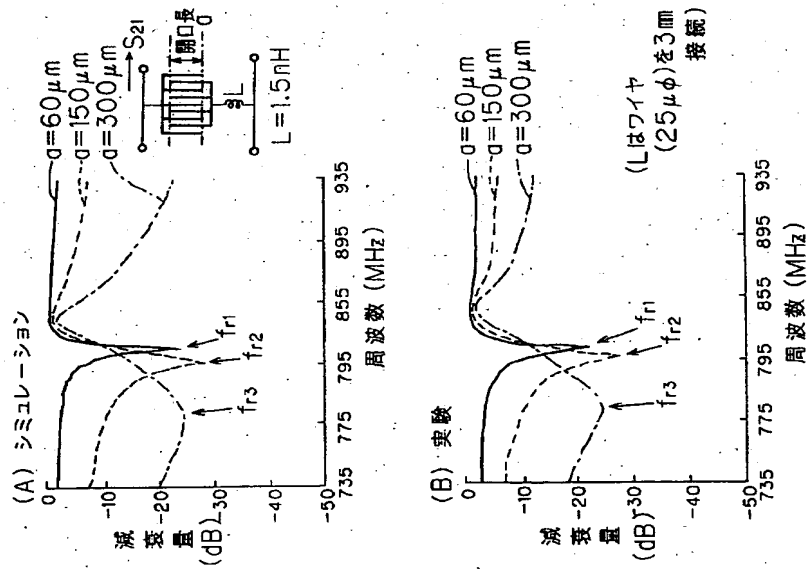 (A) シミュレーション
減衰量
(dB)
0
-10
-20
-30
-40
-50
735
775
795
855
895
935
周波数(MHz)
fr1
fr2
fr3
a=60μm
a=150μm
a=300μm
S21
開口長
a
L
L=1.5nH
(B) 実験
減衰量
(dB)
0
-10
-20
-30
-40
-50
735
775
795
855
895
935
周波数(MHz)
fr1
fr2
fr3
a=60μm
a=150μm
a=300μm
(Lはワイヤ
(25μφ)を3mm
接続)